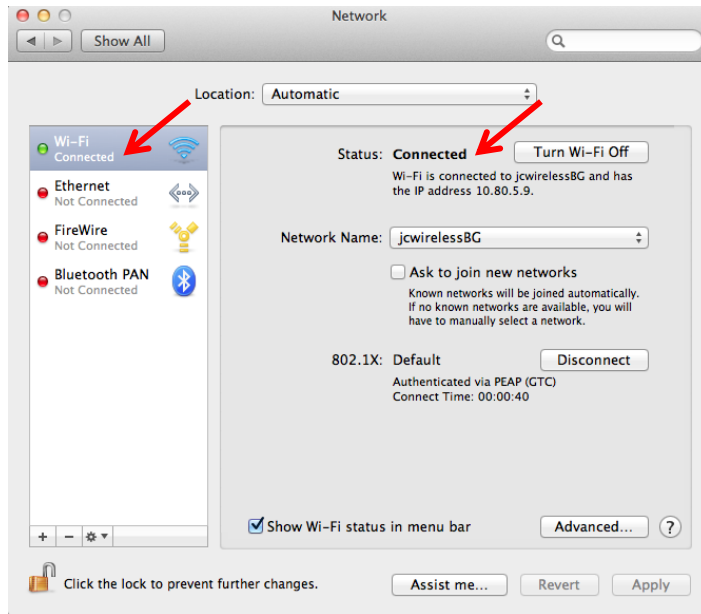 Network
Show All
Location: Automatic
Wi-Fi
Connected
Ethernet
Not Connected
FireWire
Not Connected
Bluetooth PAN
Not Connected
Status: Connected Turn Wi-Fi Off
Wi-Fi is connected to jcwirelessBG and has
the IP address 10.80.5.9.
Network Name: jcwirelessBG
Ask to join new networks
Known networks will be joined automatically.
If no known networks are available, you will
have to manually select a network.
802.1X: Default Disconnect
Authenticated via PEAP (GTC)
Connect Time: 00:00:40
Show Wi-Fi status in menu bar Advanced... ?
+ −
Click the lock to prevent further changes. Assist me... Revert Apply